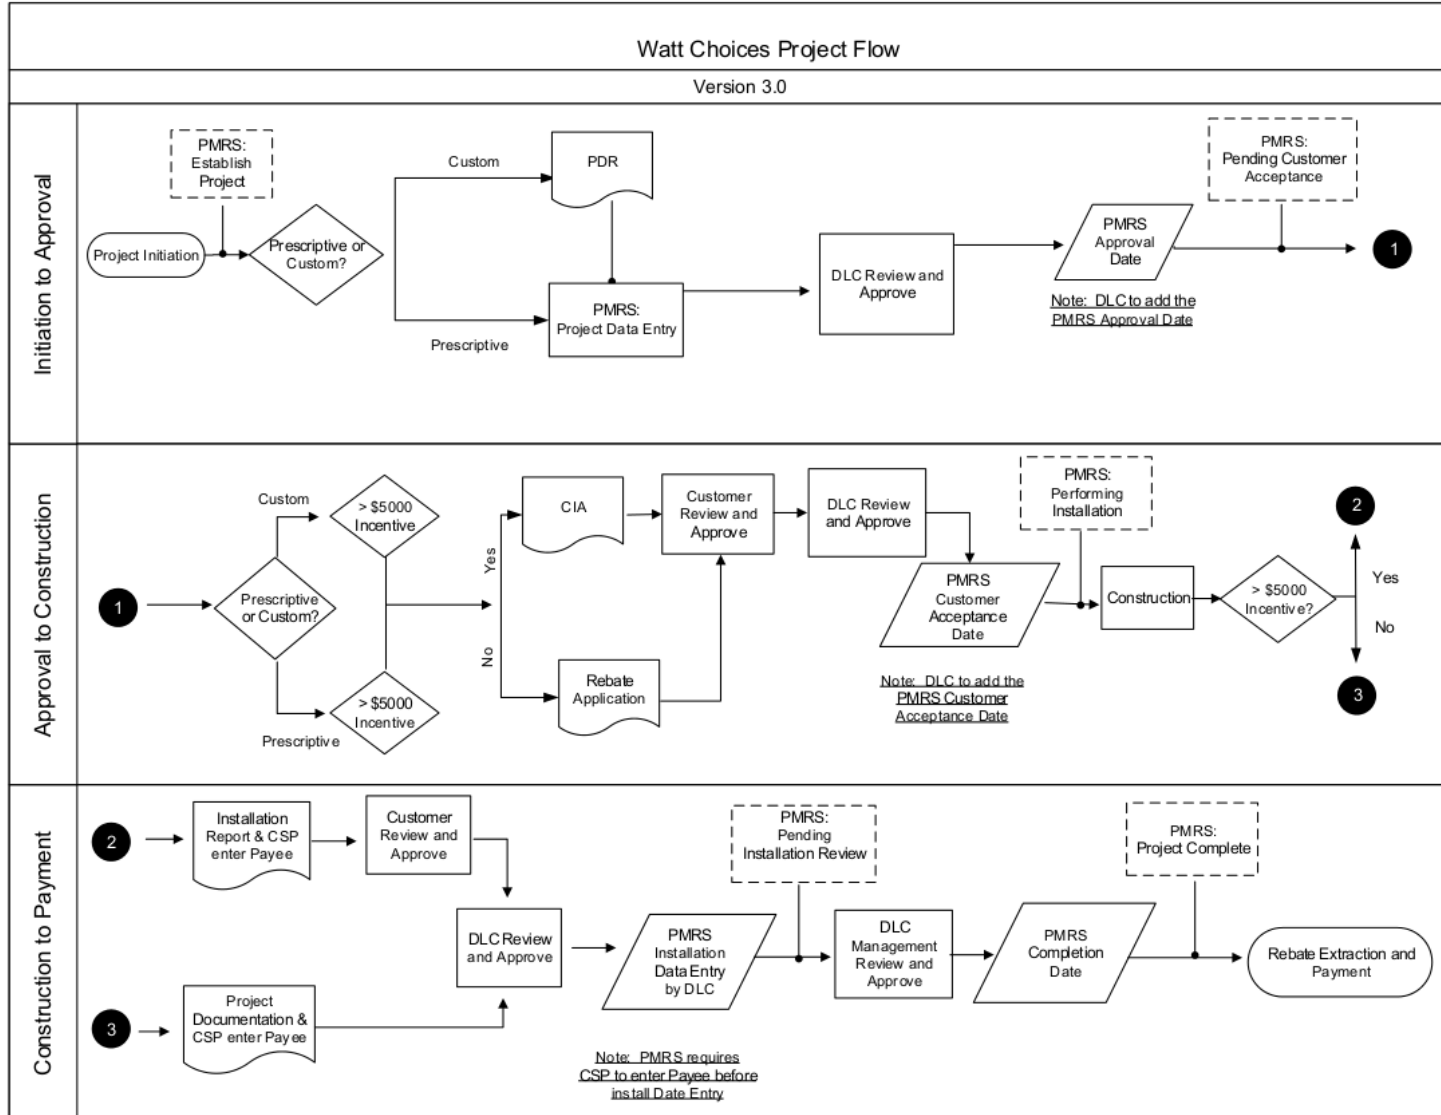 Watt Choices Project Flow
Version 3.0
Initiation to Approval
PMRS:
Establish
Project
Project Initiation
Prescriptive or
Custom?
Custom
Prescriptive
PDR
PMRS:
Project Data Entry
DLC Review and
Approve
PMRS
Approval
Date
Note: DLC to add the
PMRS Approval Date
PMRS:
Pending Customer
Acceptance
1
Approval to Construction
1
Prescriptive
or Custom?
Custom
> $5000
Incentive
Prescriptive
> $5000
Incentive
Yes
No
CIA
Rebate
Application
Customer
Review and
Approve
DLC Review
and Approve
PMRS
Customer
Acceptance
Date
Note: DLC to add the
PMRS Customer
Acceptance Date
PMRS:
Performing
Installation
Construction
> $5000
Incentive?
2
Yes
No
3
Construction to Payment
2
Installation
Report & CSP
enter Payee
Customer
Review and
Approve
3
Project
Documentation &
CSP enter Payee
DLC Review
and Approve
PMRS
Installation
Data Entry
by DLC
Note: PMRS requires
CSP to enter Payee before
install Date Entry
PMRS:
Pending
Installation Review
DLC
Management
Review and
Approve
PMRS
Completion
Date
PMRS:
Project Complete
Rebate Extraction and
Payment